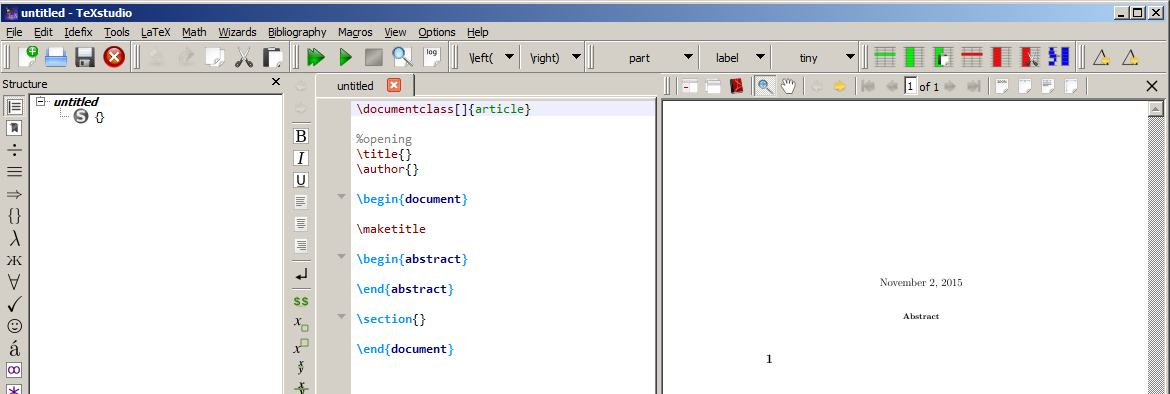 untitled - TeXstudio
File Edit Idefix Tools LaTeX Math Wizards Bibliography Macros View Options Help
log \left( \right) part label tiny
Structure
untitled
1 of 1
untitled
{}
\documentclass[]{article}
%opening
\title{}
\author{}
\begin{document}
\maketitle
\begin{abstract}
\end{abstract}
\section{}
\end{document}
November 2, 2015
Abstract
1